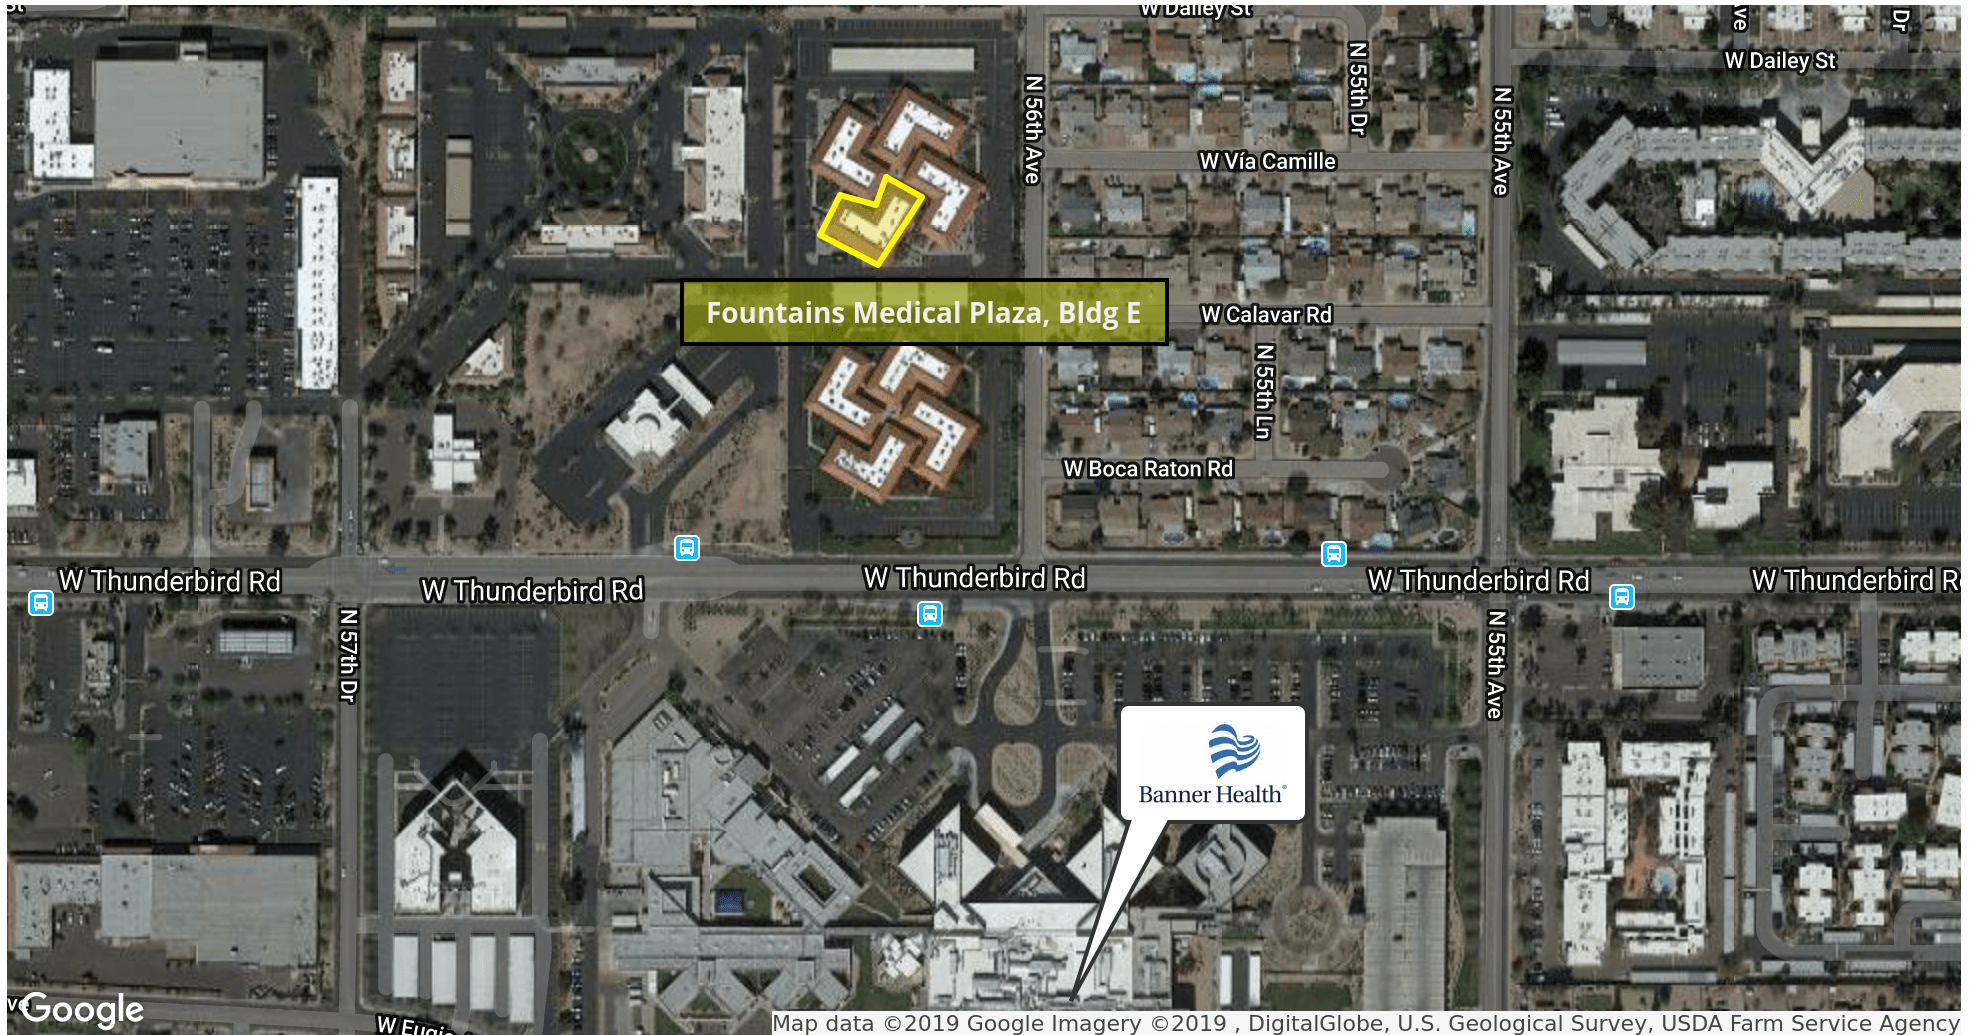 W Dailey St
Dr
W Dailey St
N 55th Dr
N 56th Ave
N 55th Ave
W Vía Camille
Fountains Medical Plaza, Bldg E
W Calavar Rd
N 55th Ln
W Boca Raton Rd
W Thunderbird Rd
W Thunderbird Rd
W Thunderbird Rd
W Thunderbird Rd
W Thunderbird R
N 57th Dr
N 55th Ave
Banner Health®
Google
Map data ©2019 Google Imagery ©2019 , DigitalGlobe, U.S. Geological Survey, USDA Farm Service Agency